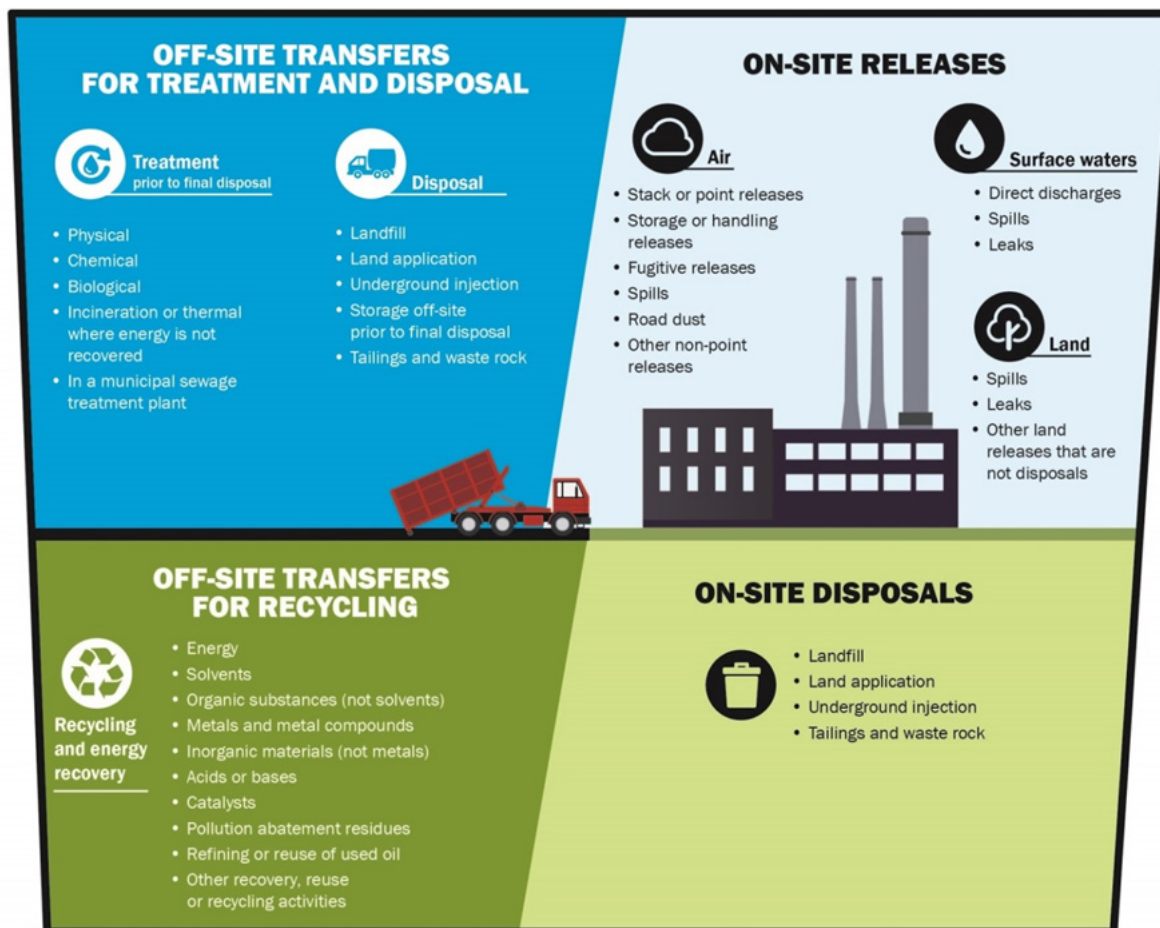 OFF-SITE TRANSFERS
FOR TREATMENT AND DISPOSAL
Treatment
prior to final disposal
• Physical
• Chemical
• Biological
• Incineration or thermal
where energy is not
recovered
• In a municipal sewage
treatment plant
Disposal
• Landfill
• Land application
• Underground injection
• Storage off-site
prior to final disposal
• Tailings and waste rock
ON-SITE RELEASES
Air
• Stack or point releases
• Storage or handling
releases
• Fugitive releases
• Spills
• Road dust
• Other non-point
releases
Surface waters
• Direct discharges
• Spills
• Leaks
Land
• Spills
• Leaks
• Other land
releases that are
not disposals
OFF-SITE TRANSFERS
FOR RECYCLING
Recycling
and energy
recovery
• Energy
• Solvents
• Organic substances (not solvents)
• Metals and metal compounds
• Inorganic materials (not metals)
• Acids or bases
• Catalysts
• Pollution abatement residues
• Refining or reuse of used oil
• Other recovery, reuse
or recycling activities
ON-SITE DISPOSALS
• Landfill
• Land application
• Underground injection
• Tailings and waste rock